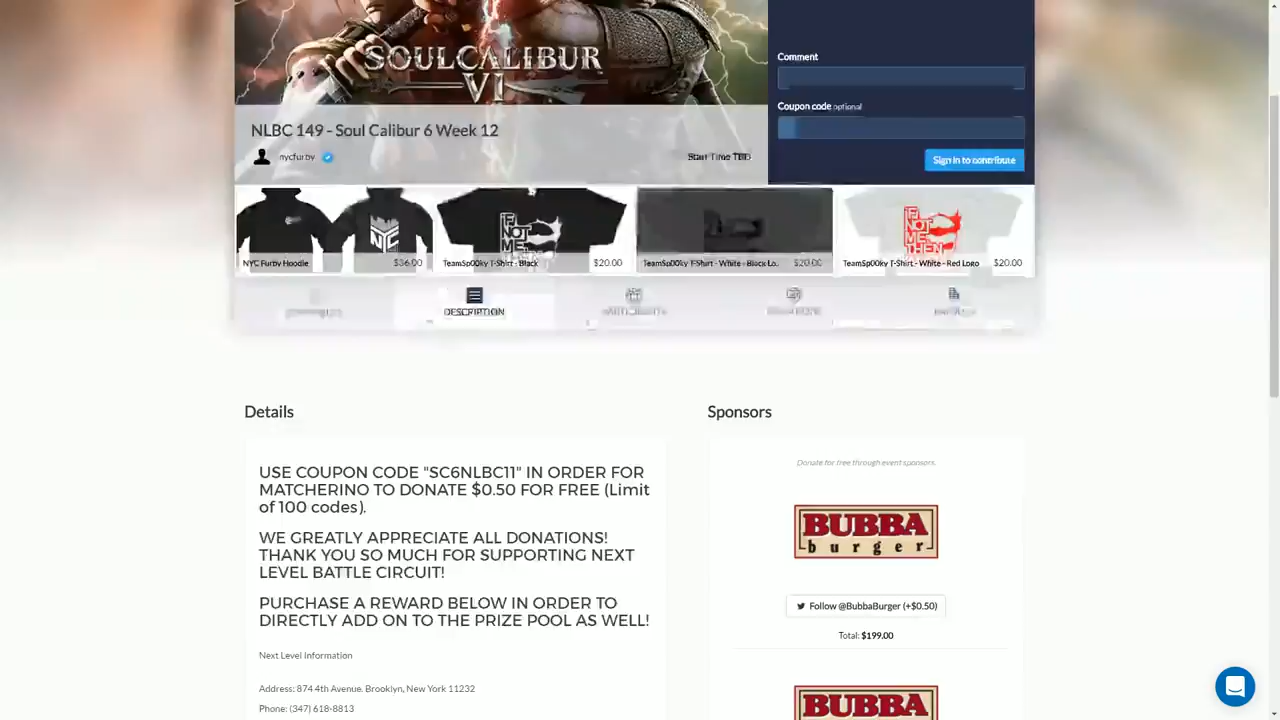 SOULCALIBUR
VI
Comment
Coupon code optional
NLBC 149 - Soul Calibur 6 Week 12
nycfurby
Start Time TBD
Sign in to contribute
NYC Furby Hoodie $36.00
TeamSp00ky T-Shirt - Black $20.00
TeamSp00ky T-Shirt - White - Black Lo.. $20.00
TeamSp00ky T-Shirt - White - Red Logo $20.00
IF
NOT
ME,
THEN
DESCRIPTION
Details
Sponsors
USE COUPON CODE "SC6NLBC11" IN ORDER FOR
MATCHERINO TO DONATE $0.50 FOR FREE (Limit
of 100 codes).
WE GREATLY APPRECIATE ALL DONATIONS!
THANK YOU SO MUCH FOR SUPPORTING NEXT
LEVEL BATTLE CIRCUIT!
PURCHASE A REWARD BELOW IN ORDER TO
DIRECTLY ADD ON TO THE PRIZE POOL AS WELL!
Next Level Information
Address: 874 4th Avenue. Brooklyn, New York 11232
Phone: (347) 618-8813
Donate for free through event sponsors.
BUBBA
burger
Follow @BubbaBurger (+$0.50)
Total: $199.00
BUBBA